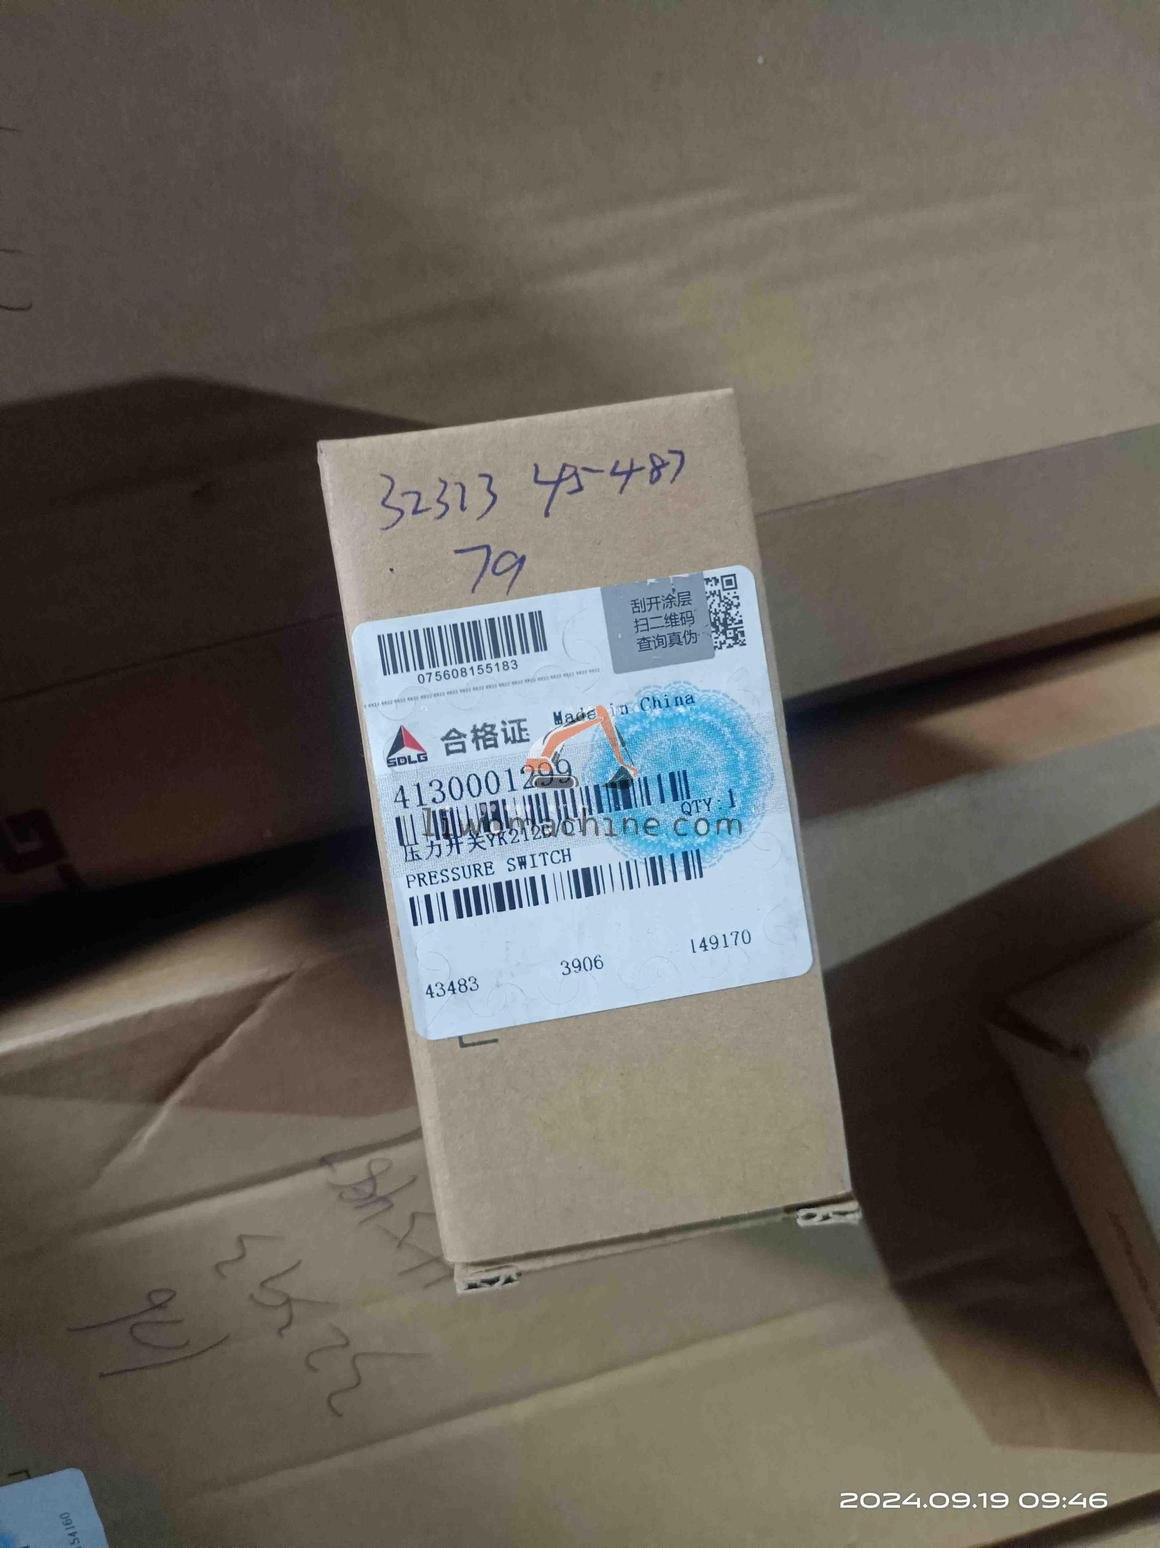 32313 45-487
79
刮开涂层
扫二维码
查询真伪
075608155183
Made in China
SDLG
合格证
4130001299
QTY:1
liwomachine.com
压力开关YK212
PRESSURE SWITCH
43483
3906
149170
2024.09.19 09:46